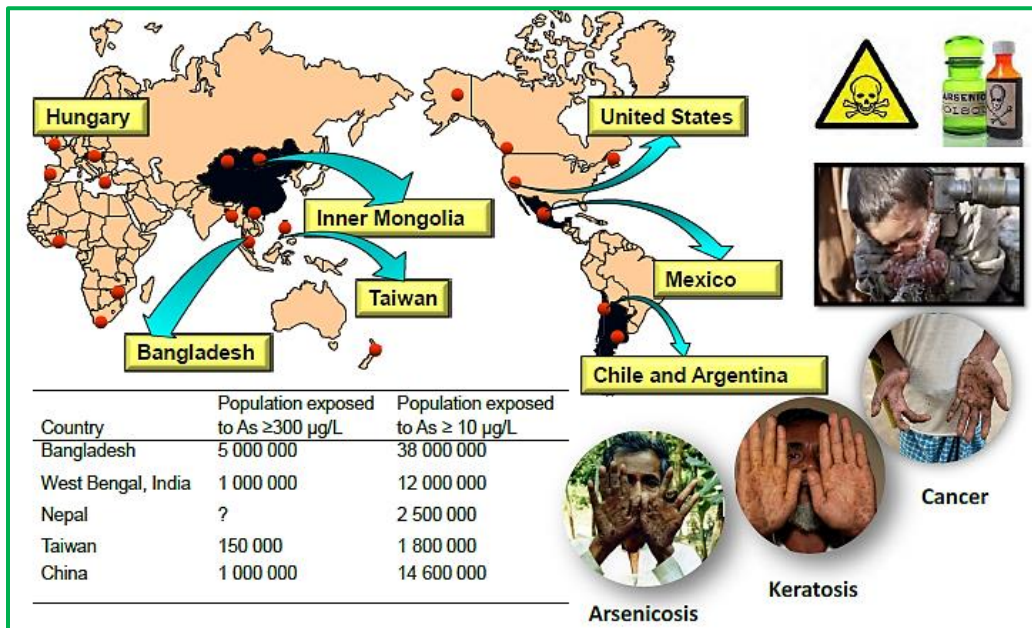 Hungary
United States
Inner Mongolia
Taiwan
Mexico
Bangladesh
Chile and Argentina
ARSENIC
POISON
Country Population exposed to As ≥300 µg/L Population exposed to As ≥ 10 µg/L
Bangladesh 5 000 000 38 000 000
West Bengal, India 1 000 000 12 000 000
Nepal ? 2 500 000
Taiwan 150 000 1 800 000
China 1 000 000 14 600 000
Cancer
Keratosis
Arsenicosis